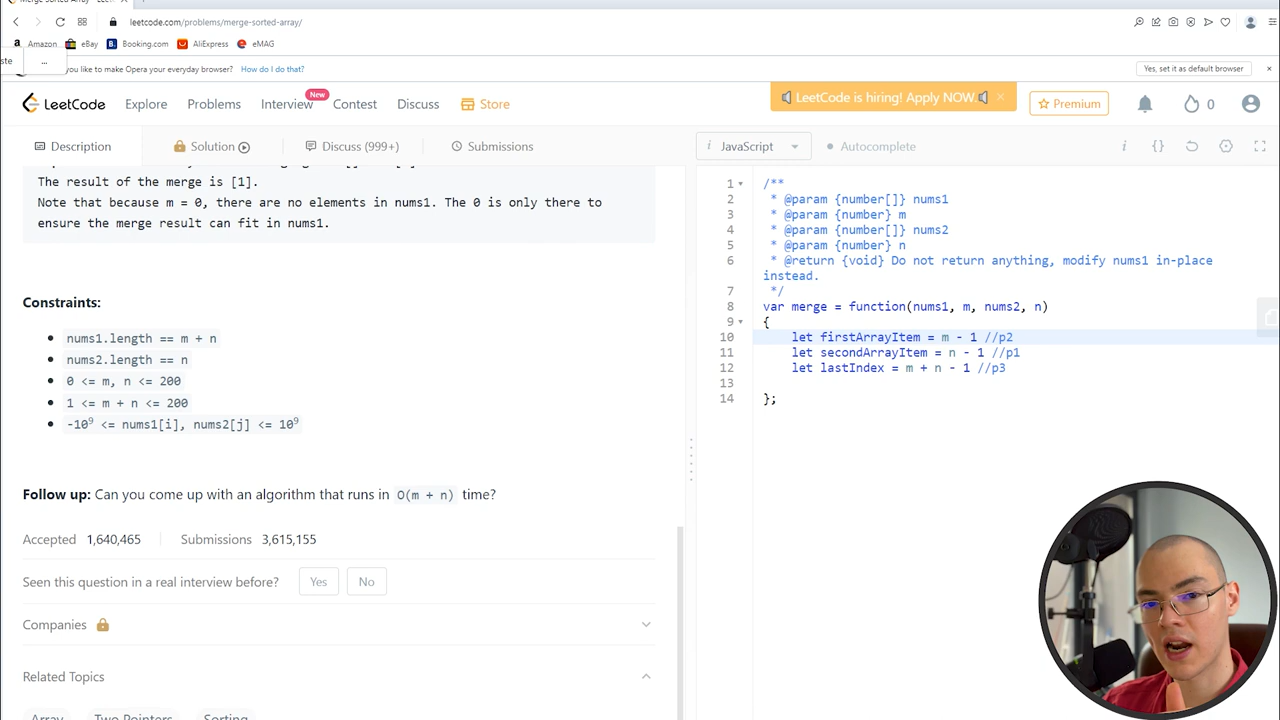 leetcode.com/problems/merge-sorted-array/
Amazon eBay Booking.com AliExpress eMAG
ste ...
you like to make Opera your everyday browser? How do I do that? Yes, set it as default browser
LeetCode Explore Problems Interview New Contest Discuss Store
LeetCode is hiring! Apply NOW
Premium 0
Description Solution Discuss (999+) Submissions
JavaScript Autocomplete
The result of the merge is [1].
Note that because m = 0, there are no elements in nums1. The 0 is only there to
ensure the merge result can fit in nums1.
Constraints:
nums1.length == m + n
nums2.length == n
0 <= m, n <= 200
1 <= m + n <= 200
-10⁹ <= nums1[i], nums2[j] <= 10⁹
Follow up: Can you come up with an algorithm that runs in O(m + n) time?
Accepted 1,640,465 Submissions 3,615,155
Seen this question in a real interview before? Yes No
Companies
Related Topics
Array Two Pointers Sorting
1 /**
2 * @param {number[]} nums1
3 * @param {number} m
4 * @param {number[]} nums2
5 * @param {number} n
6 * @return {void} Do not return anything, modify nums1 in-place
instead.
7 */
8 var merge = function(nums1, m, nums2, n)
9 {
10 let firstArrayItem = m - 1 //p2
11 let secondArrayItem = n - 1 //p1
12 let lastIndex = m + n - 1 //p3
13
14 };